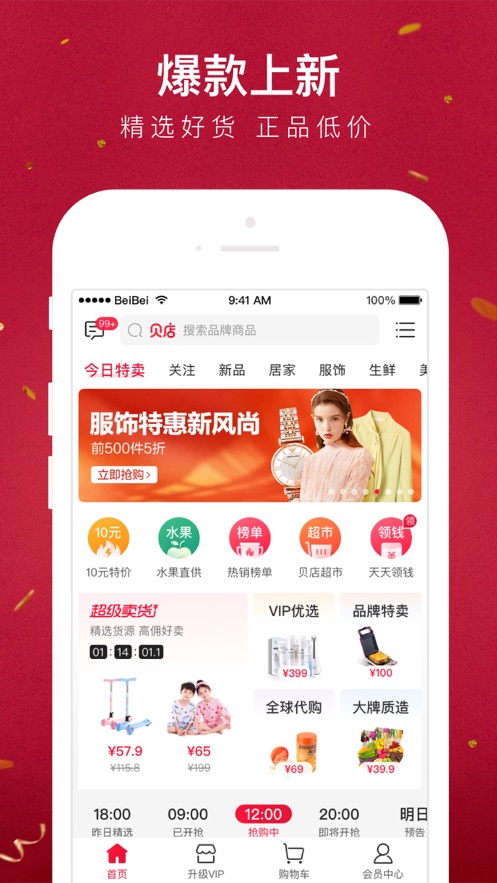 爆款上新
精选好货 正品低价
BeiBei 9:41 AM 100%
99+ 贝店 搜索品牌商品
今日特卖 关注 新品 居家 服饰 生鲜
服饰特惠新风尚
前500件5折
立即抢购>
10元 水果 榜单 超市 领钱 领
10元特价 水果直供 热销榜单 贝店超市 天天领钱
超级卖货!
精选货源 高佣好卖
01:14:01.1
¥57.9 ¥65
¥115.8 ¥199
VIP优选 品牌特卖
¥399 ¥100
全球代购 大牌质造
¥69 ¥39.9
18:00 09:00 12:00 20:00 明日
昨日精选 已开抢 抢购中 即将开抢 预告
首页 升级VIP 购物车 会员中心